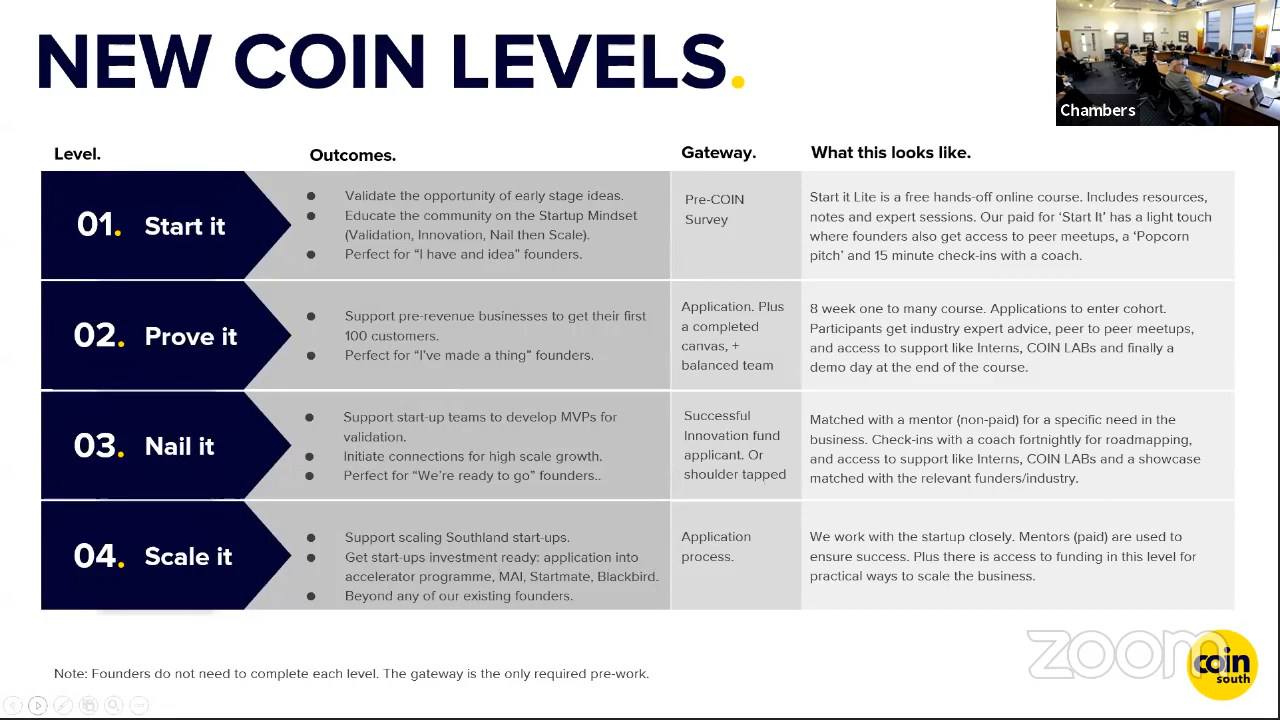 NEW COIN LEVELS.
Chambers
Level.
Outcomes.
Gateway.
What this looks like.
01. Start it
● Validate the opportunity of early stage ideas.
● Educate the community on the Startup Mindset
(Validation, Innovation, Nail then Scale).
● Perfect for “I have and idea” founders.
Pre-COIN
Survey
Start it Lite is a free hands-off online course. Includes resources,
notes and expert sessions. Our paid for ‘Start It’ has a light touch
where founders also get access to peer meetups, a ‘Popcorn
pitch’ and 15 minute check-ins with a coach.
02. Prove it
● Support pre-revenue businesses to get their first
100 customers.
● Perfect for “I’ve made a thing” founders.
Application. Plus
a completed
canvas, +
balanced team
8 week one to many course. Applications to enter cohort.
Participants get industry expert advice, peer to peer meetups,
and access to support like Interns, COIN LABs and finally a
demo day at the end of the course.
03. Nail it
● Support start-up teams to develop MVPs for
validation.
● Initiate connections for high scale growth.
● Perfect for “We’re ready to go” founders..
Successful
Innovation fund
applicant. Or
shoulder tapped
Matched with a mentor (non-paid) for a specific need in the
business. Check-ins with a coach fortnightly for roadmapping,
and access to support like Interns, COIN LABs and a showcase
matched with the relevant funders/industry.
04. Scale it
● Support scaling Southland start-ups.
● Get start-ups investment ready: application into
accelerator programme, MAI, Startmate, Blackbird.
● Beyond any of our existing founders.
Application
process.
We work with the startup closely. Mentors (paid) are used to
ensure success. Plus there is access to funding in this level for
practical ways to scale the business.
Note: Founders do not need to complete each level. The gateway is the only required pre-work.
zoom
coin
south